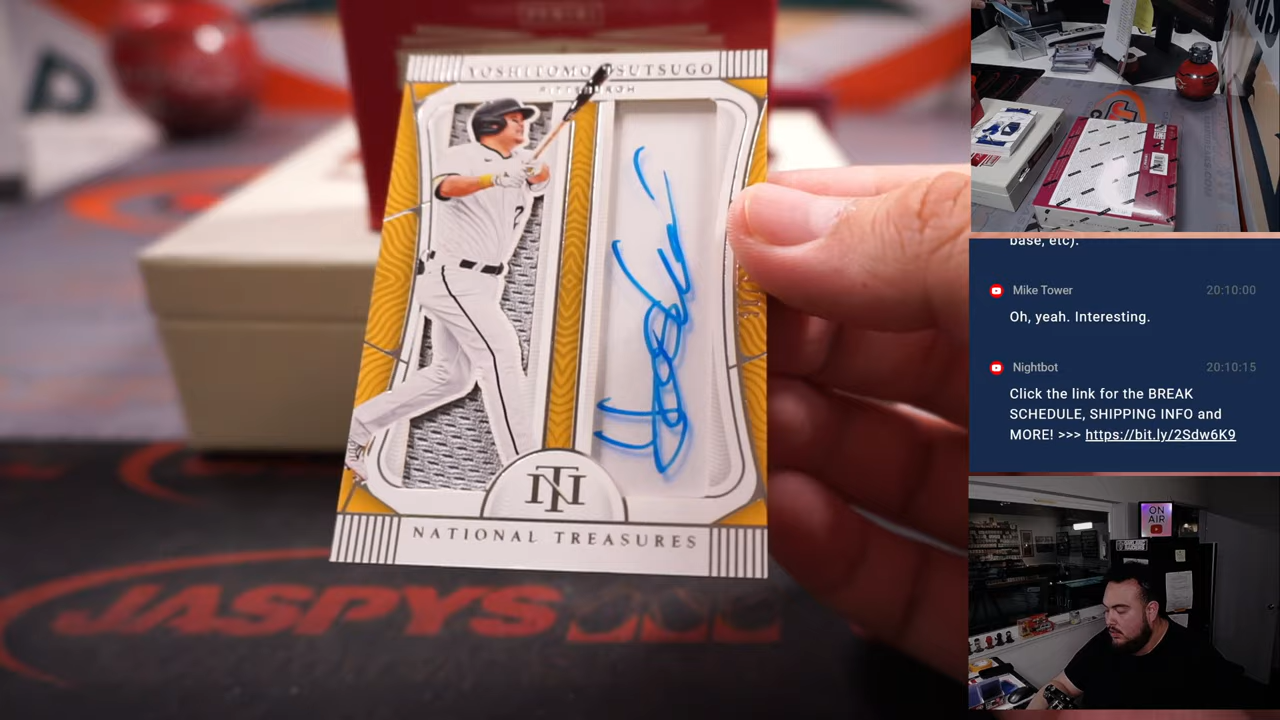 YOSHITOMO TSUTSUGO
PITTSBURGH
2
NT
NATIONAL TREASURES
JASPYS
base, etc).
Mike Tower
20:10:00
Oh, yeah. Interesting.
Nightbot
20:10:15
Click the link for the BREAK
SCHEDULE, SHIPPING INFO and
MORE! >>> https://bit.ly/2Sdw6K9
ON
AIR